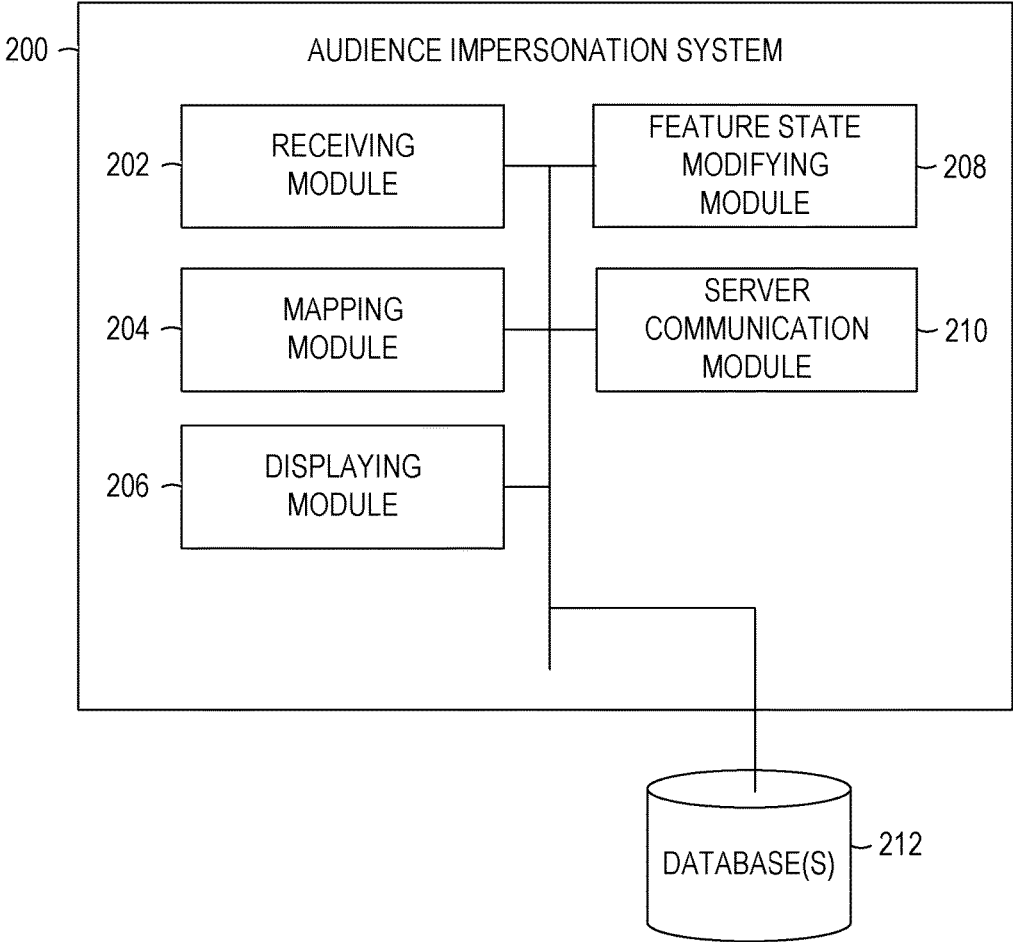 200
AUDIENCE IMPERSONATION SYSTEM
202
RECEIVING
MODULE
FEATURE STATE
MODIFYING
MODULE
208
204
MAPPING
MODULE
SERVER
COMMUNICATION
MODULE
210
206
DISPLAYING
MODULE
DATABASE(S)
212